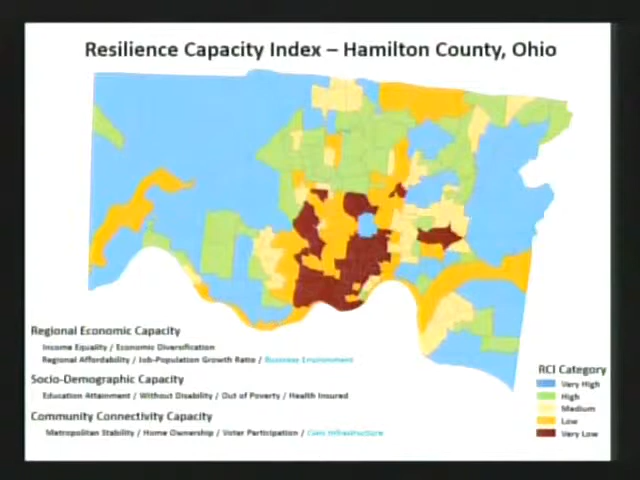 Resilience Capacity Index – Hamilton County, Ohio
Regional Economic Capacity
Income Equality / Economic Diversification
Regional Affordability / Job-Population Growth Ratio / Business Environment
Socio-Demographic Capacity
Education Attainment / Without Disability / Out of Poverty / Health Insured
Community Connectivity Capacity
Metropolitan Stability / Home Ownership / Voter Participation / Civic Infrastructure
RCI Category
Very High
High
Medium
Low
Very Low